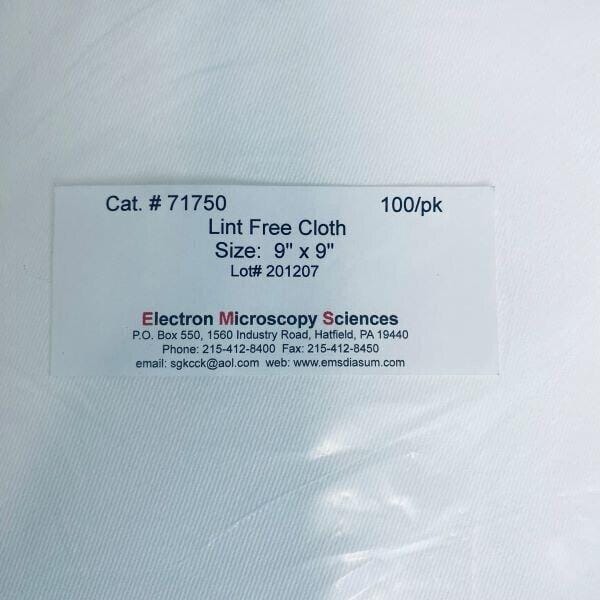 Cat. # 71750 100/pk
Lint Free Cloth
Size: 9" x 9"
Lot# 201207
Electron Microscopy Sciences
P.O. Box 550, 1560 Industry Road, Hatfield, PA 19440
Phone: 215-412-8400 Fax: 215-412-8450
email: sgkcck@aol.com web: www.emsdiasum.com